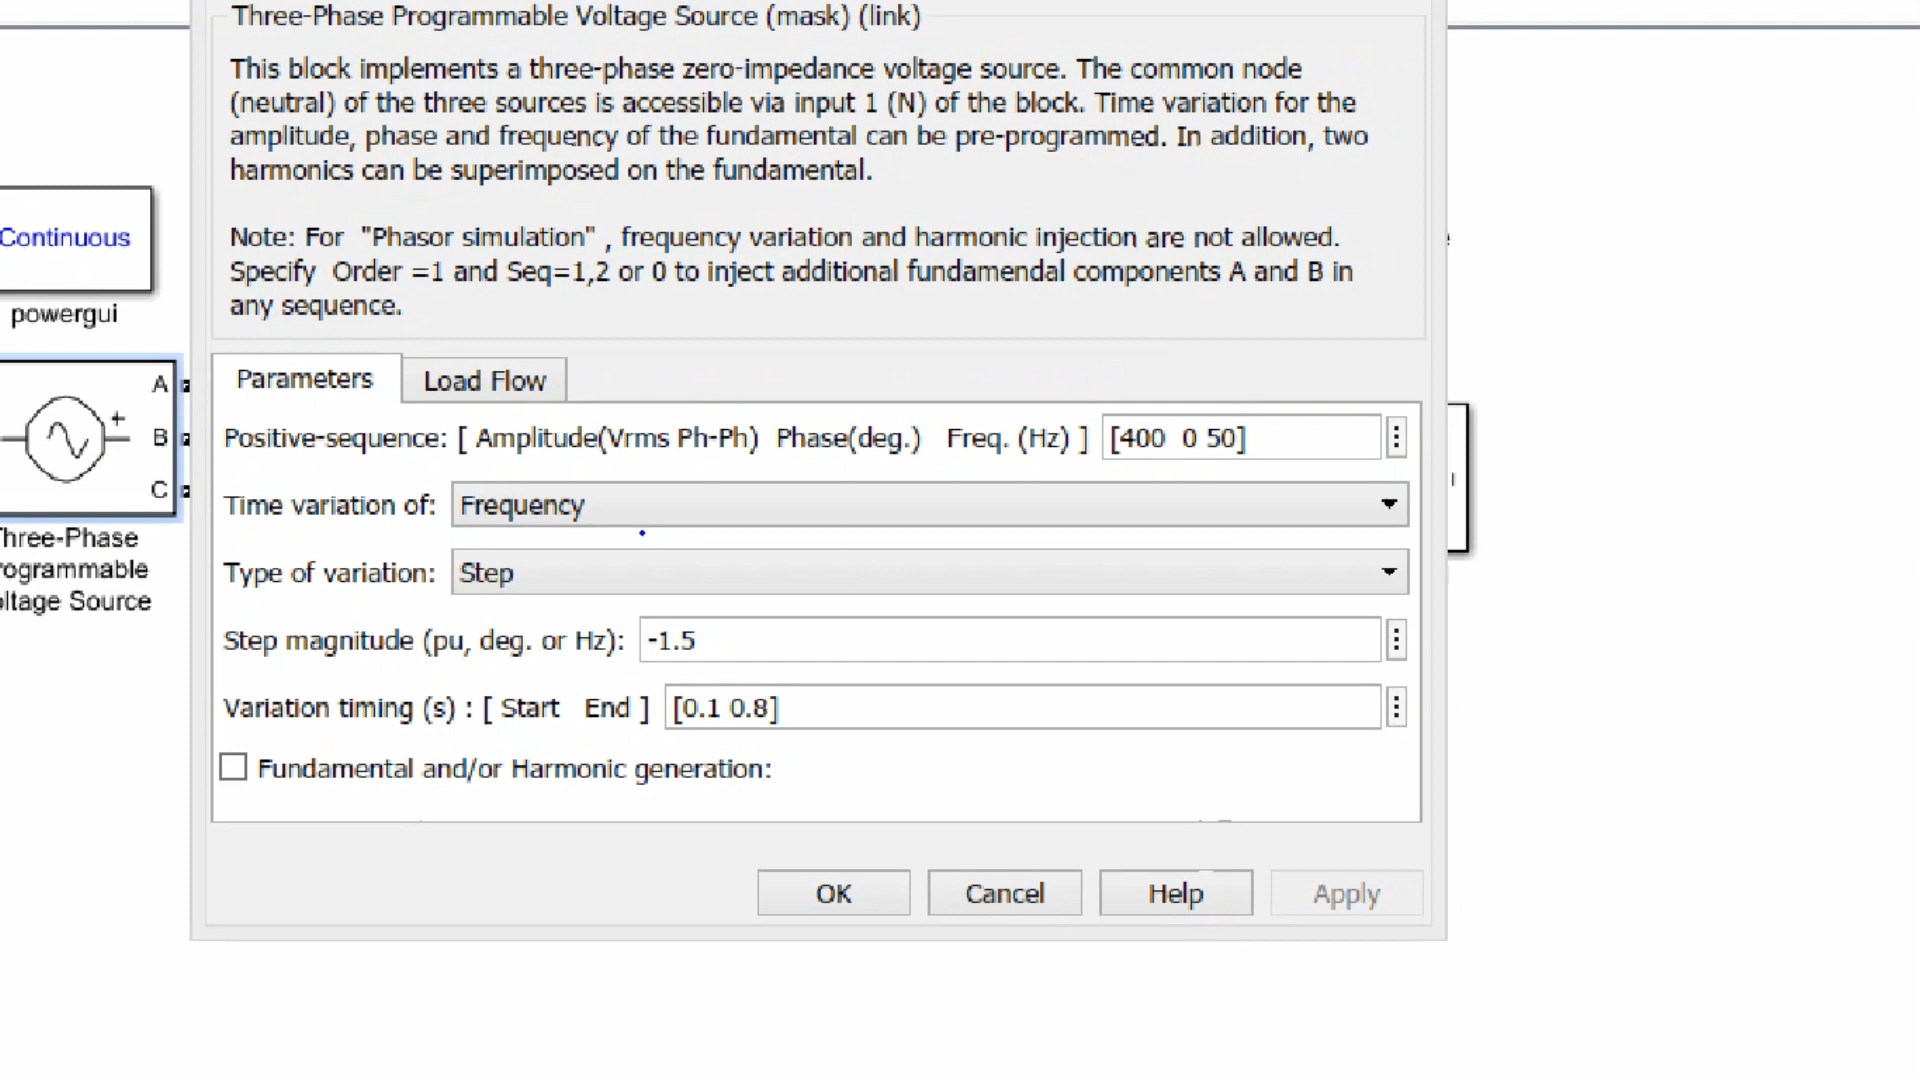 Three-Phase Programmable Voltage Source (mask) (link)
This block implements a three-phase zero-impedance voltage source. The common node
(neutral) of the three sources is accessible via input 1 (N) of the block. Time variation for the
amplitude, phase and frequency of the fundamental can be pre-programmed. In addition, two
harmonics can be superimposed on the fundamental.
Note: For "Phasor simulation" , frequency variation and harmonic injection are not allowed.
Specify Order =1 and Seq=1,2 or 0 to inject additional fundamendal components A and B in
any sequence.
Continuous
powergui
A
B
C
+
Three-Phase
rogrammable
oltage Source
Parameters
Load Flow
Positive-sequence: [ Amplitude(Vrms Ph-Ph) Phase(deg.) Freq. (Hz) ] [400 0 50]
Time variation of: Frequency
Type of variation: Step
Step magnitude (pu, deg. or Hz): -1.5
Variation timing (s) : [ Start End ] [0.1 0.8]
Fundamental and/or Harmonic generation:
OK
Cancel
Help
Apply